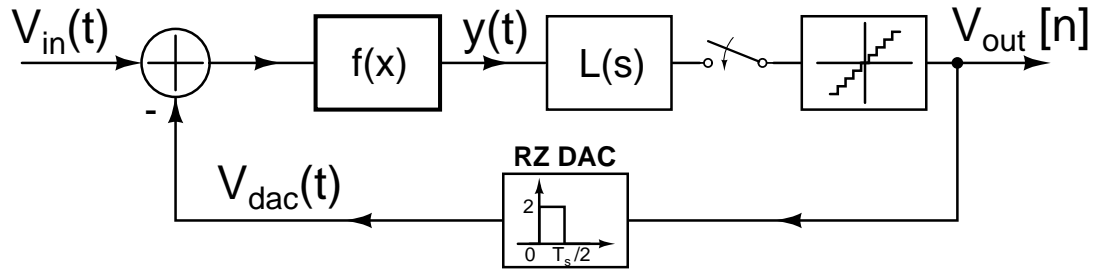 V_in(t)
f(x)
y(t)
L(s)
V_out [n]
-
V_dac(t)
RZ DAC
2
0 T_s/2